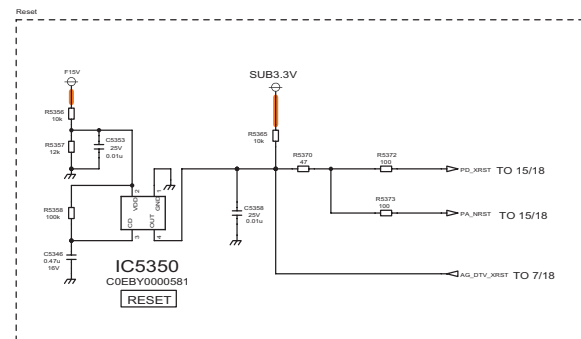 Reset
F15V
SUB3.3V
R5356
10k
C5353
25V
0.01u
R5357
12k
R5365
10k
R5370
47
R5372
100
PD_XRST TO 15/18
R5358
100k
2 1
VDD GND
CD OUT
3 4
C5358
25V
0.01u
R5373
100
PA_NRST TO 15/18
C5346
0.47u
16V
IC5350
C0EBY0000581
RESET
AG_DTV_XRST TO 7/18